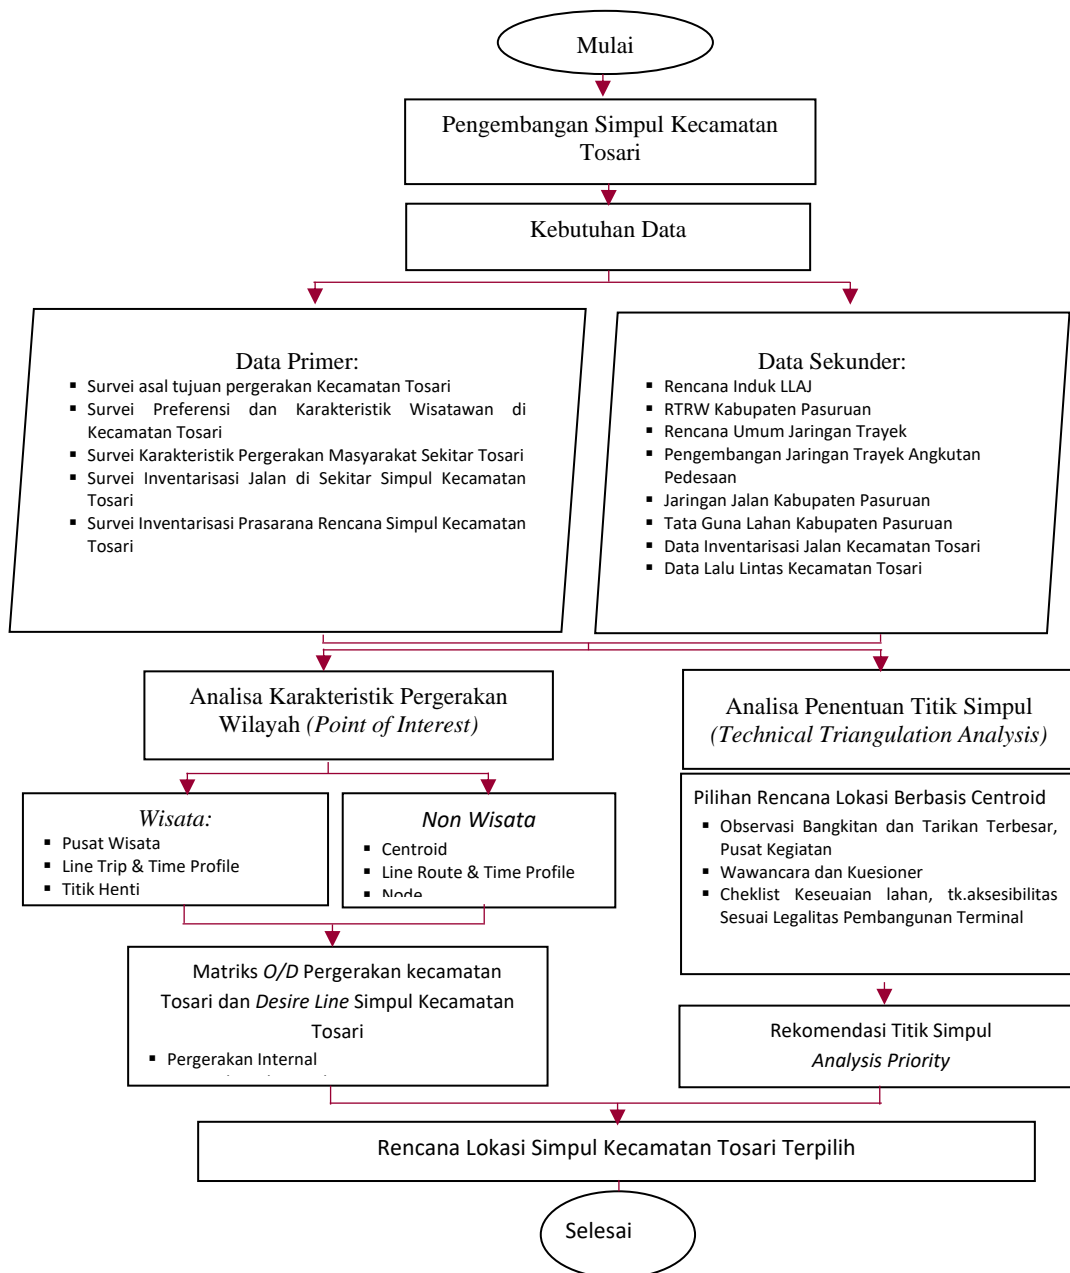 Mulai
Pengembangan Simpul Kecamatan
Tosari
Kebutuhan Data
Data Primer:
▪ Survei asal tujuan pergerakan Kecamatan Tosari
▪ Survei Preferensi dan Karakteristik Wisatawan di
Kecamatan Tosari
▪ Survei Karakteristik Pergerakan Masyarakat Sekitar Tosari
▪ Survei Inventarisasi Jalan di Sekitar Simpul Kecamatan
Tosari
▪ Survei Inventarisasi Prasarana Rencana Simpul Kecamatan
Tosari
Data Sekunder:
▪ Rencana Induk LLAJ
▪ RTRW Kabupaten Pasuruan
▪ Rencana Umum Jaringan Trayek
▪ Pengembangan Jaringan Trayek Angkutan
Pedesaan
▪ Jaringan Jalan Kabupaten Pasuruan
▪ Tata Guna Lahan Kabupaten Pasuruan
▪ Data Inventarisasi Jalan Kecamatan Tosari
▪ Data Lalu Lintas Kecamatan Tosari
Analisa Karakteristik Pergerakan
Wilayah (Point of Interest)
Analisa Penentuan Titik Simpul
(Technical Triangulation Analysis)
Wisata:
▪ Pusat Wisata
▪ Line Trip & Time Profile
▪ Titik Henti
Non Wisata
▪ Centroid
▪ Line Route & Time Profile
▪ Node
Pilihan Rencana Lokasi Berbasis Centroid
▪ Observasi Bangkitan dan Tarikan Terbesar,
Pusat Kegiatan
▪ Wawancara dan Kuesioner
▪ Cheklist Keseuaian lahan, tk.aksesibilitas
Sesuai Legalitas Pembangunan Terminal
Matriks O/D Pergerakan kecamatan
Tosari dan Desire Line Simpul Kecamatan
Tosari
▪ Pergerakan Internal
Rekomendasi Titik Simpul
Analysis Priority
Rencana Lokasi Simpul Kecamatan Tosari Terpilih
Selesai